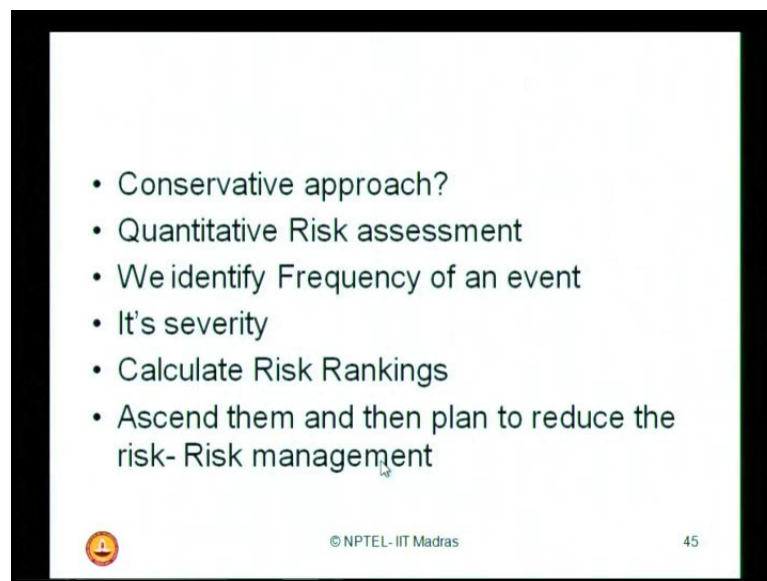 • Conservative approach?
• Quantitative Risk assessment
• We identify Frequency of an event
• It's severity
• Calculate Risk Rankings
• Ascend them and then plan to reduce the
risk- Risk management
© NPTEL- IIT Madras
45